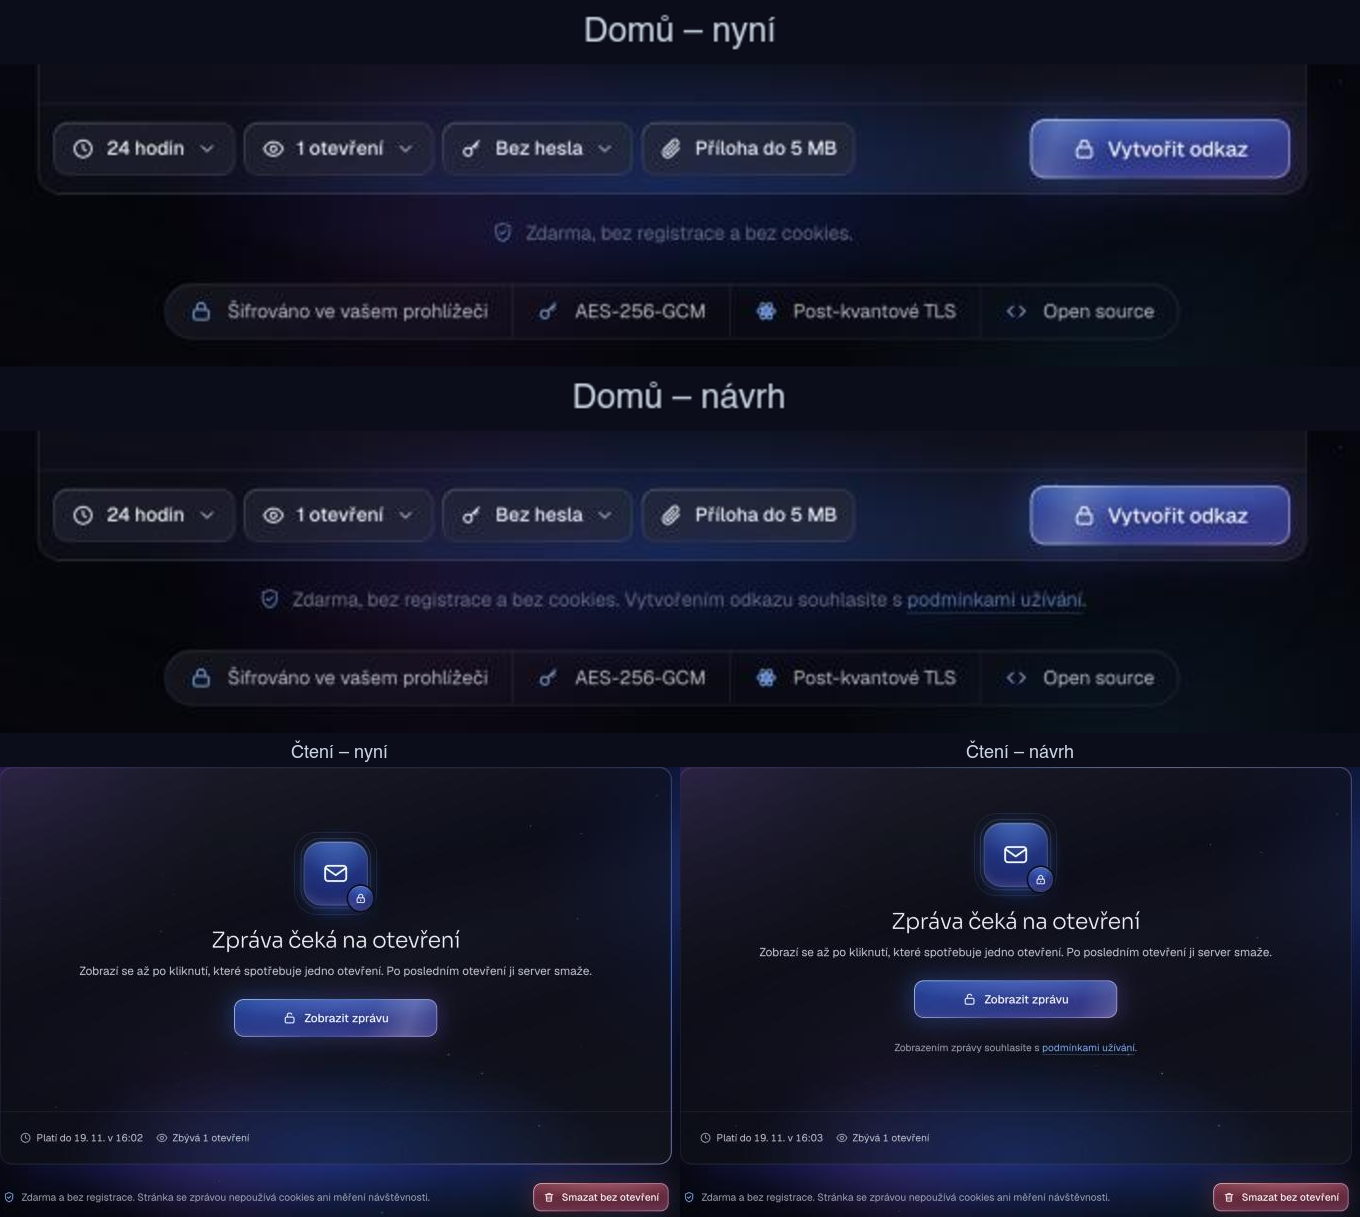 Domů – nyní
24 hodin 1 otevření Bez hesla Příloha do 5 MB Vytvořit odkaz
Zdarma, bez registrace a bez cookies.
Šifrováno ve vašem prohlížeči AES-256-GCM Post-kvantové TLS Open source
Domů – návrh
24 hodin 1 otevření Bez hesla Příloha do 5 MB Vytvořit odkaz
Zdarma, bez registrace a bez cookies. Vytvořením odkazu souhlasíte s podmínkami užívání.
Šifrováno ve vašem prohlížeči AES-256-GCM Post-kvantové TLS Open source
Čtení – nyní
Zpráva čeká na otevření
Zobrazí se až po kliknutí, které spotřebuje jedno otevření. Po posledním otevření ji server smaže.
Zobrazit zprávu
Platí do 19. 11. v 16:02 Zbývá 1 otevření
Zdarma a bez registrace. Stránka se zprávou nepoužívá cookies ani měření návštěvnosti. Smazat bez otevření
Čtení – návrh
Zpráva čeká na otevření
Zobrazí se až po kliknutí, které spotřebuje jedno otevření. Po posledním otevření ji server smaže.
Zobrazit zprávu
Zobrazením zprávy souhlasíte s podmínkami užívání.
Platí do 19. 11. v 16:03 Zbývá 1 otevření
Zdarma a bez registrace. Stránka se zprávou nepoužívá cookies ani měření návštěvnosti. Smazat bez otevření